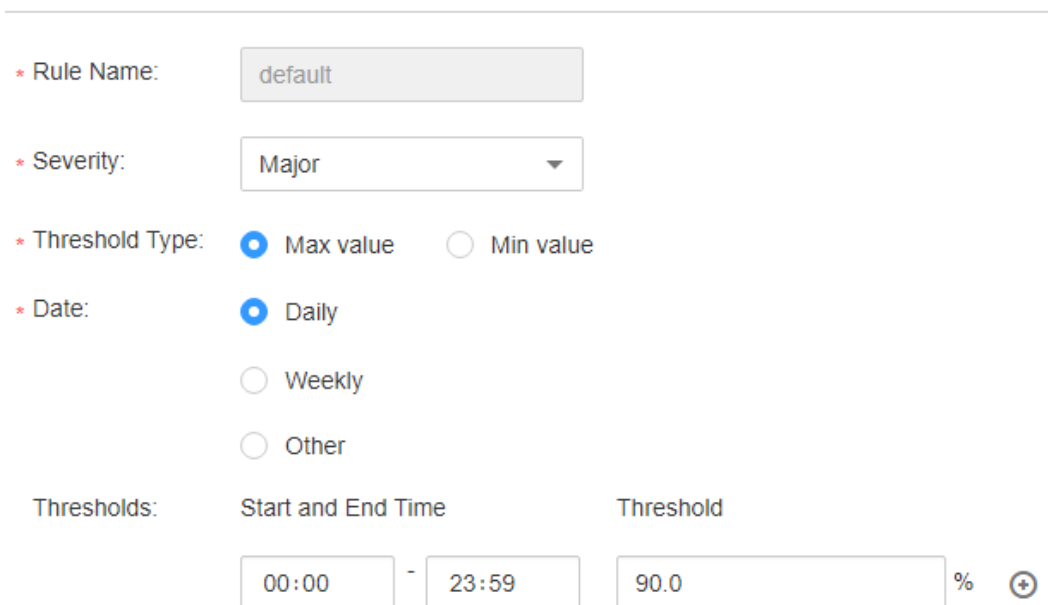 * Rule Name: default
* Severity: Major
* Threshold Type: Max value Min value
* Date: Daily
Weekly
Other
Thresholds: Start and End Time Threshold
00:00 - 23:59 90.0 %